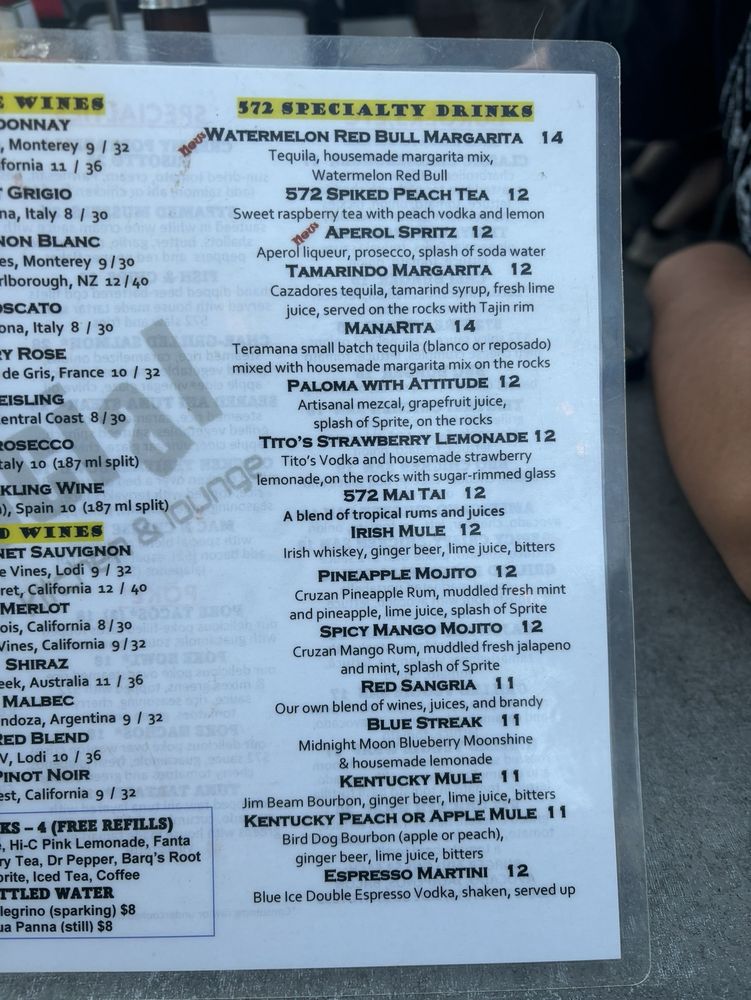 E WINES
DONNAY
, Monterey 9 / 32
ifornia 11 / 36
T GRIGIO
na, Italy 8 / 30
NON BLANC
es, Monterey 9/30
rlborough, NZ 12/40
OSCATO
ona, Italy 8 / 30
RY ROSE
de Gris, France 10 / 32
EISLING
entral Coast 8/30
ROSECCO
taly 10 (187 ml split)
KLING WINE
), Spain 10 (187 ml split)
D WINES
NET SAUVIGNON
e Vines, Lodi 9 / 32
ret, California 12 / 40
MERLOT
ois, California 8/30
Vines, California 9/32
SHIRAZ
eek, Australia 11 / 36
MALBEC
ndoza, Argentina 9 / 32
RED BLEND
V, Lodi 10 / 36
PINOT NOIR
est, California 9 / 32
KS – 4 (FREE REFILLS)
, Hi-C Pink Lemonade, Fanta
ry Tea, Dr Pepper, Barq's Root
prite, Iced Tea, Coffee
TTLED WATER
llegrino (sparking) $8
ua Panna (still) $8
572 SPECIALTY DRINKS
New WATERMELON RED BULL MARGARITA 14
Tequila, housemade margarita mix,
Watermelon Red Bull
572 SPIKED PEACH TEA 12
Sweet raspberry tea with peach vodka and lemon
New APEROL SPRITZ 12
Aperol liqueur, prosecco, splash of soda water
TAMARINDO MARGARITA 12
Cazadores tequila, tamarind syrup, fresh lime
juice, served on the rocks with Tajin rim
MANARITA 14
Teramana small batch tequila (blanco or reposado)
mixed with housemade margarita mix on the rocks
PALOMA WITH ATTITUDE 12
Artisanal mezcal, grapefruit juice,
splash of Sprite, on the rocks
TITO'S STRAWBERRY LEMONADE 12
Tito's Vodka and housemade strawberry
lemonade,on the rocks with sugar-rimmed glass
572 MAI TAI 12
A blend of tropical rums and juices
IRISH MULE 12
Irish whiskey, ginger beer, lime juice, bitters
PINEAPPLE MOJITO 12
Cruzan Pineapple Rum, muddled fresh mint
and pineapple, lime juice, splash of Sprite
SPICY MANGO MOJITO 12
Cruzan Mango Rum, muddled fresh jalapeno
and mint, splash of Sprite
RED SANGRIA 11
Our own blend of wines, juices, and brandy
BLUE STREAK 11
Midnight Moon Blueberry Moonshine
& housemade lemonade
KENTUCKY MULE 11
Jim Beam Bourbon, ginger beer, lime juice, bitters
KENTUCKY PEACH OR APPLE MULE 11
Bird Dog Bourbon (apple or peach),
ginger beer, lime juice, bitters
ESPRESSO MARTINI 12
Blue Ice Double Espresso Vodka, shaken, served up
& lounge